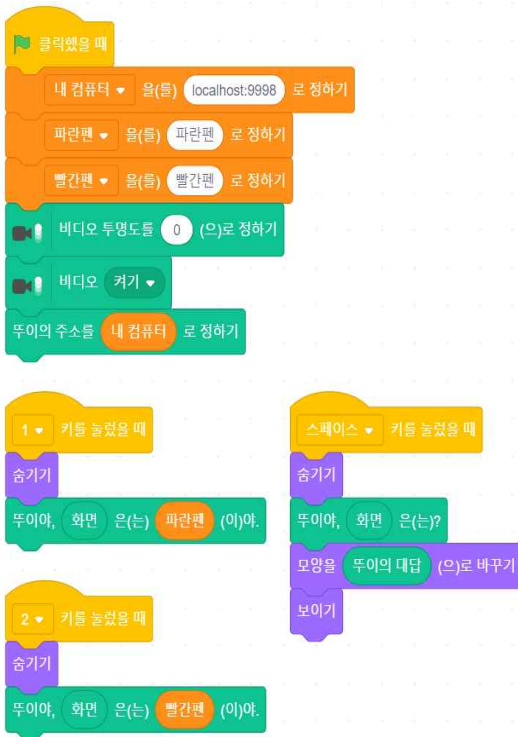 클릭했을 때
내 컴퓨터 을(를) localhost:9998 로 정하기
파란펜 을(를) 파란펜 로 정하기
빨간펜 을(를) 빨간펜 로 정하기
비디오 투명도를 0 (으)로 정하기
비디오 켜기
뚜이의 주소를 내 컴퓨터 로 정하기
1 키를 눌렀을 때
숨기기
뚜이야, 화면 은(는) 파란펜 (이)야.
2 키를 눌렀을 때
숨기기
뚜이야, 화면 은(는) 빨간펜 (이)야.
스페이스 키를 눌렀을 때
숨기기
뚜이야, 화면 은(는)?
모양을 뚜이의 대답 (으)로 바꾸기
보이기